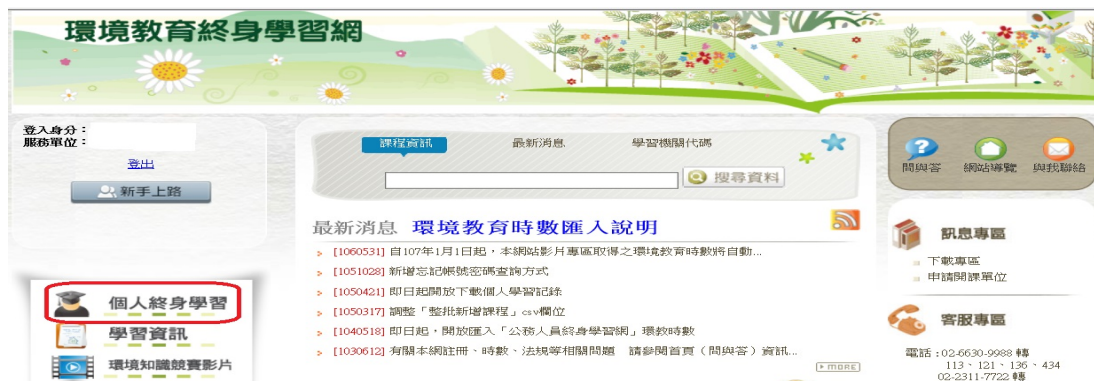 環境教育終身學習網
登入身分：
服務單位：
登出
新手上路
個人終身學習
學習資訊
環境知識競賽影片
課程資訊 最新消息 學習機關代碼
搜尋資料
最新消息 環境教育時數匯入說明
[1060531] 自107年1月1日起，本網站影片專區取得之環境教育時數將自動...
[1051028] 新增忘記帳號密碼查詢方式
[1050421] 即日起開放下載個人學習記錄
[1050317] 調整「整批新增課程」csv欄位
[1040518] 即日起，開放匯入「公務人員終身學習網」環教時數
[1030612] 有關本網註冊、時數、法規等相關問題 請參閱首頁（問與答）資訊...
MORE
問與答 網站導覽 與我聯絡
訊息專區
下載專區
申請開課單位
客服專區
電話：02-6630-9988 轉
113、121、136、434
02-2311-7722 轉